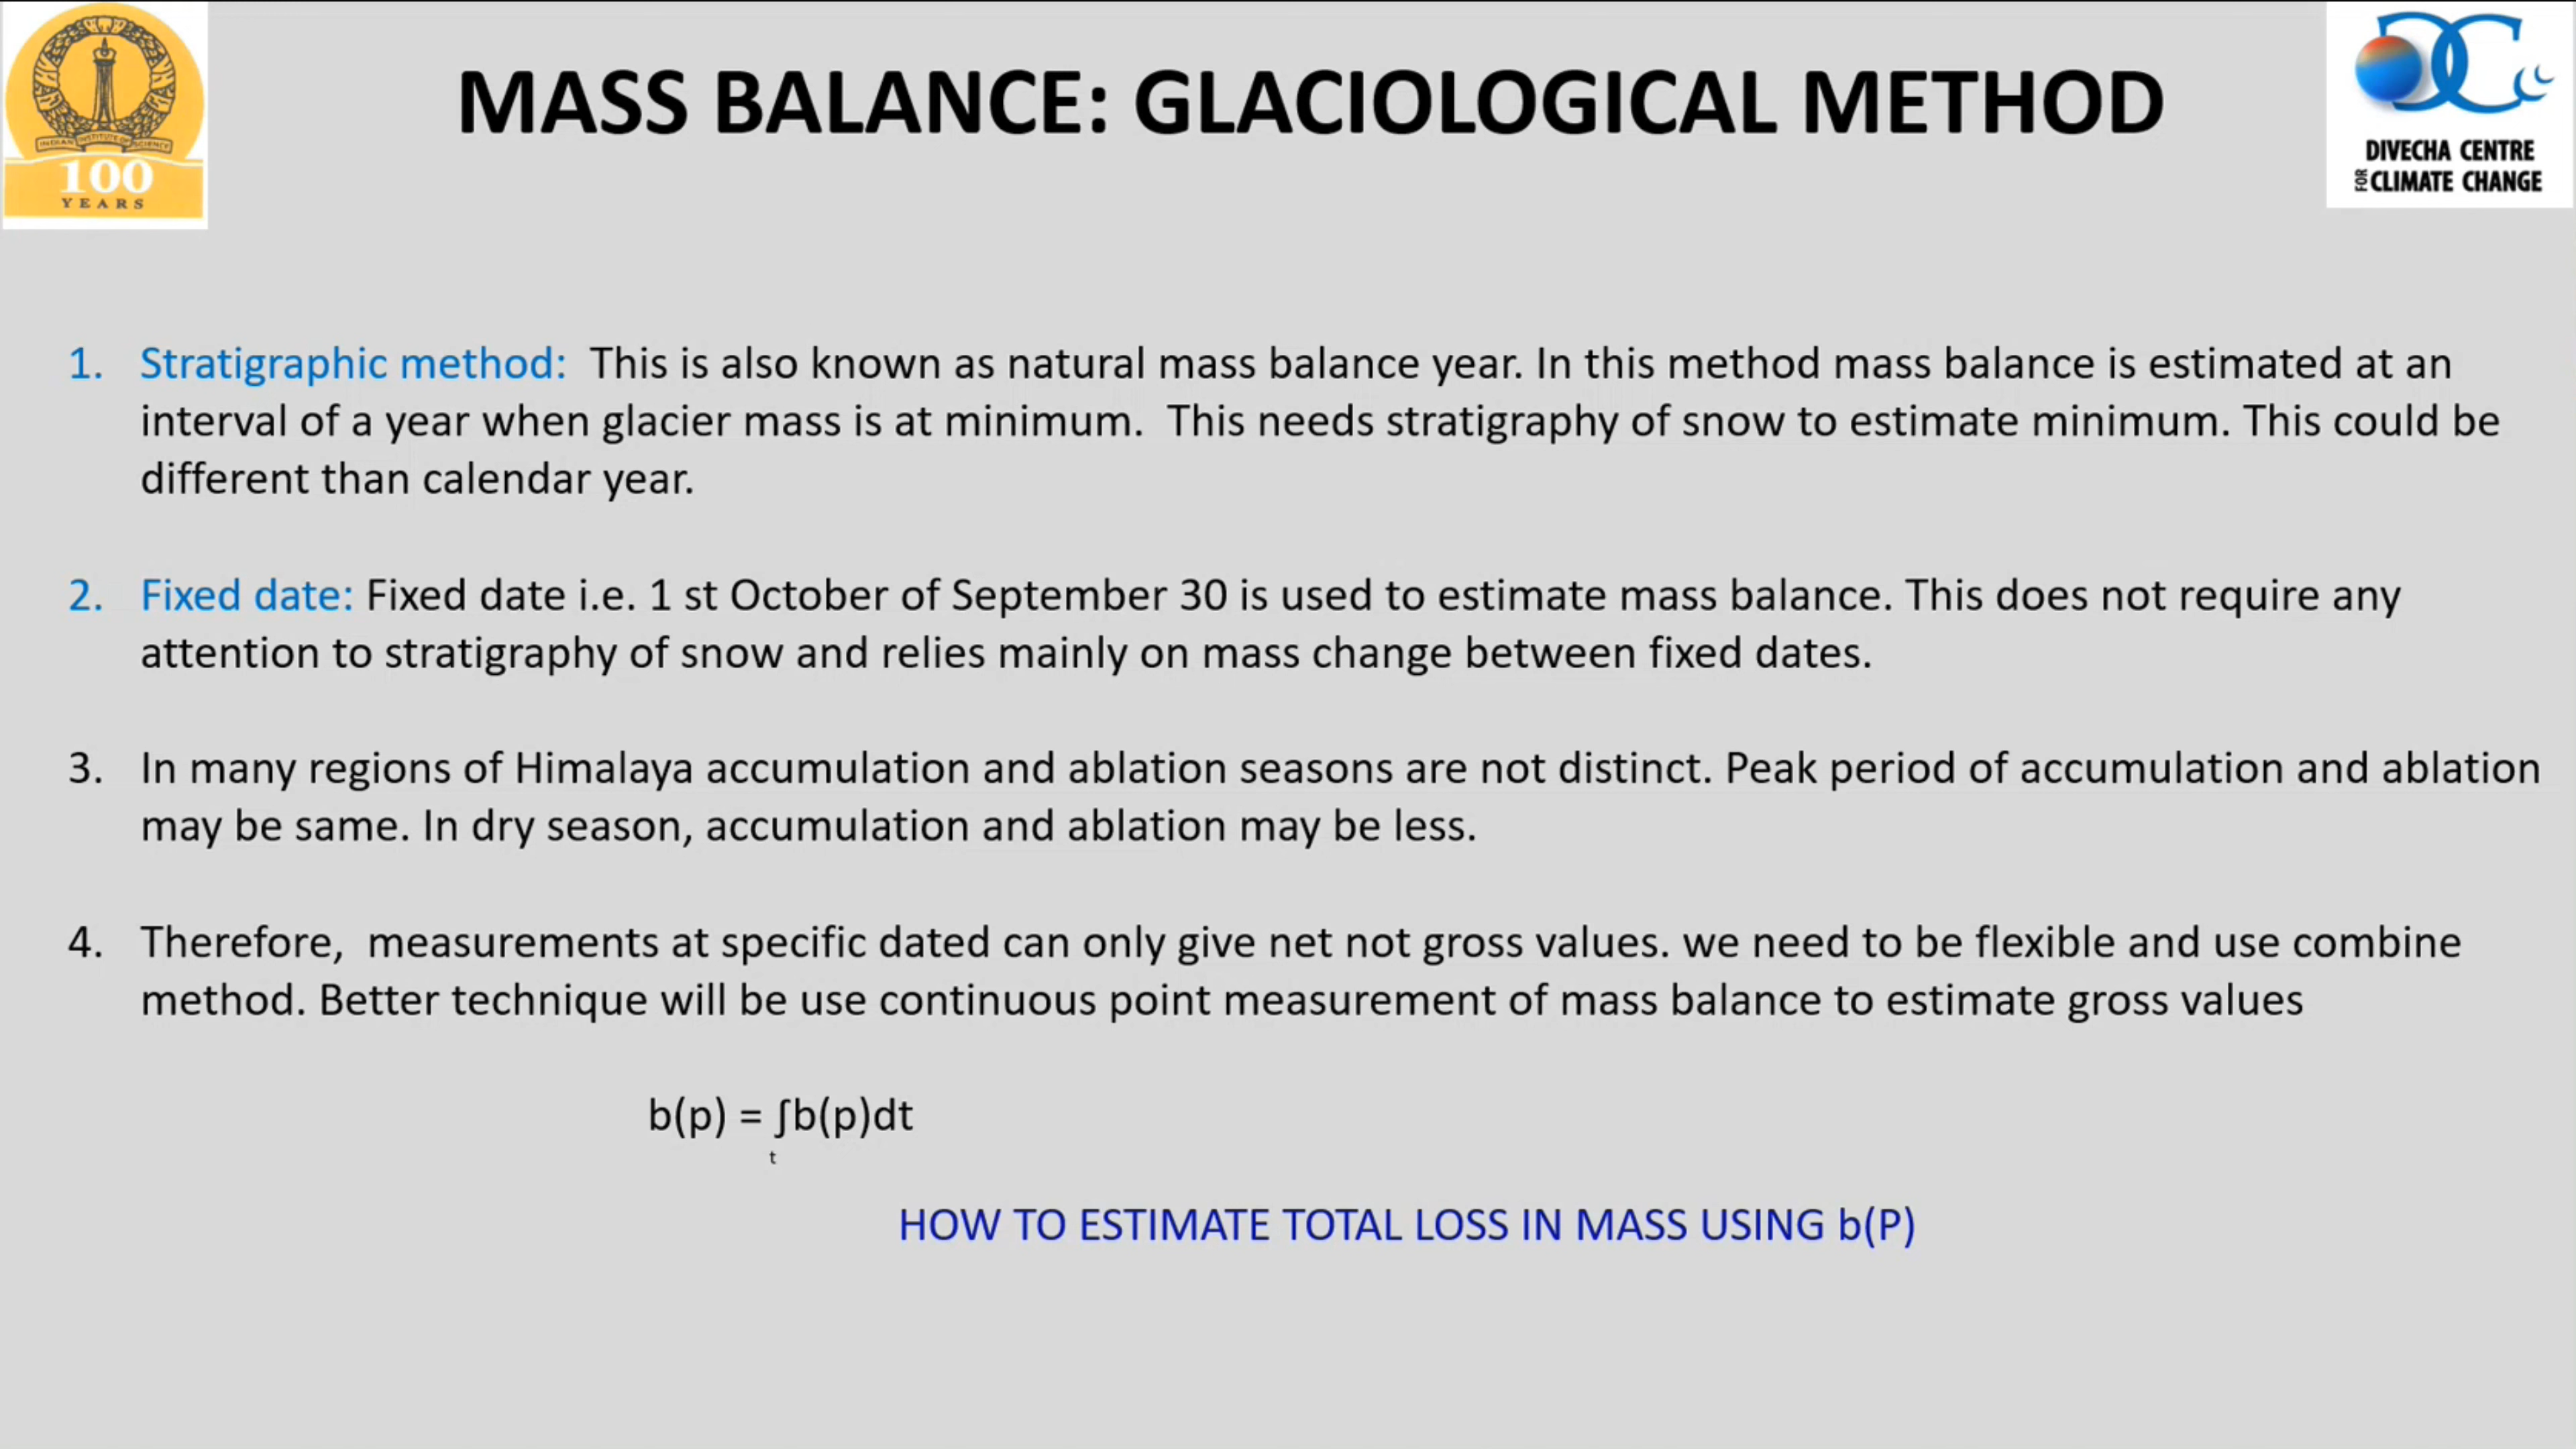 INDIAN INSTITUTE OF SCIENCE
100
YEARS
MASS BALANCE: GLACIOLOGICAL METHOD
DIVECHA CENTRE
FOR CLIMATE CHANGE
1. Stratigraphic method: This is also known as natural mass balance year. In this method mass balance is estimated at an
interval of a year when glacier mass is at minimum. This needs stratigraphy of snow to estimate minimum. This could be
different than calendar year.
2. Fixed date: Fixed date i.e. 1 st October of September 30 is used to estimate mass balance. This does not require any
attention to stratigraphy of snow and relies mainly on mass change between fixed dates.
3. In many regions of Himalaya accumulation and ablation seasons are not distinct. Peak period of accumulation and ablation
may be same. In dry season, accumulation and ablation may be less.
4. Therefore, measurements at specific dated can only give net not gross values. we need to be flexible and use combine
method. Better technique will be use continuous point measurement of mass balance to estimate gross values
b(p) = ∫b(p)dt
t
HOW TO ESTIMATE TOTAL LOSS IN MASS USING b(P)